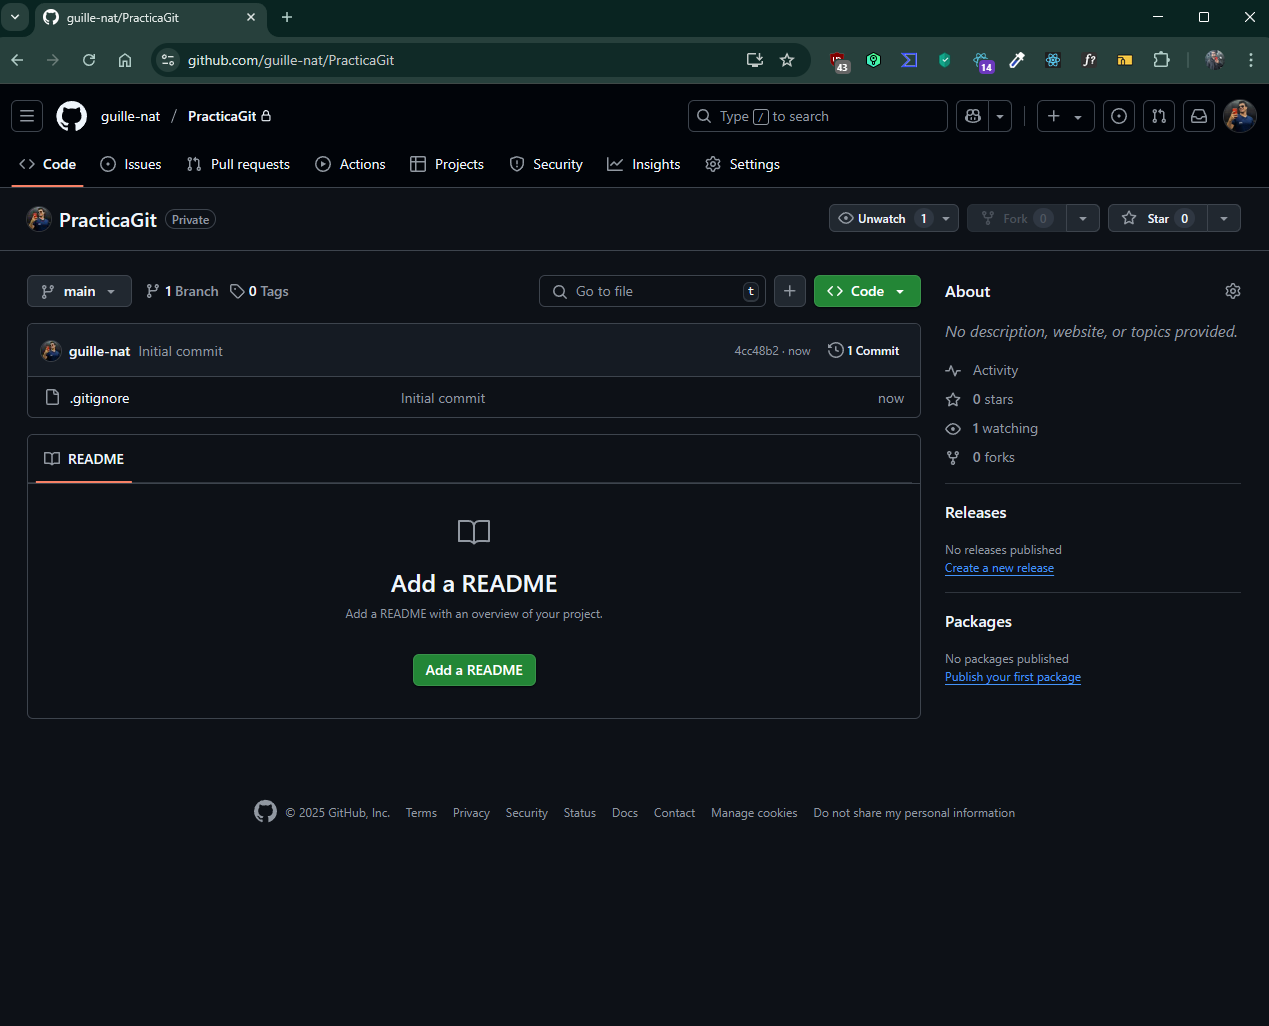 guille-nat/PracticaGit
github.com/guille-nat/PracticaGit
43
14
f?
guille-nat / PracticaGit
Type / to search
Code
Issues
Pull requests
Actions
Projects
Security
Insights
Settings
PracticaGit Private
Unwatch 1
Fork 0
Star 0
main
1 Branch
0 Tags
Go to file t
Code
guille-nat Initial commit
4cc48b2 · now
1 Commit
.gitignore
Initial commit
now
README
Add a README
Add a README with an overview of your project.
Add a README
About
No description, website, or topics provided.
Activity
0 stars
1 watching
0 forks
Releases
No releases published
Create a new release
Packages
No packages published
Publish your first package
© 2025 GitHub, Inc. Terms Privacy Security Status Docs Contact Manage cookies Do not share my personal information